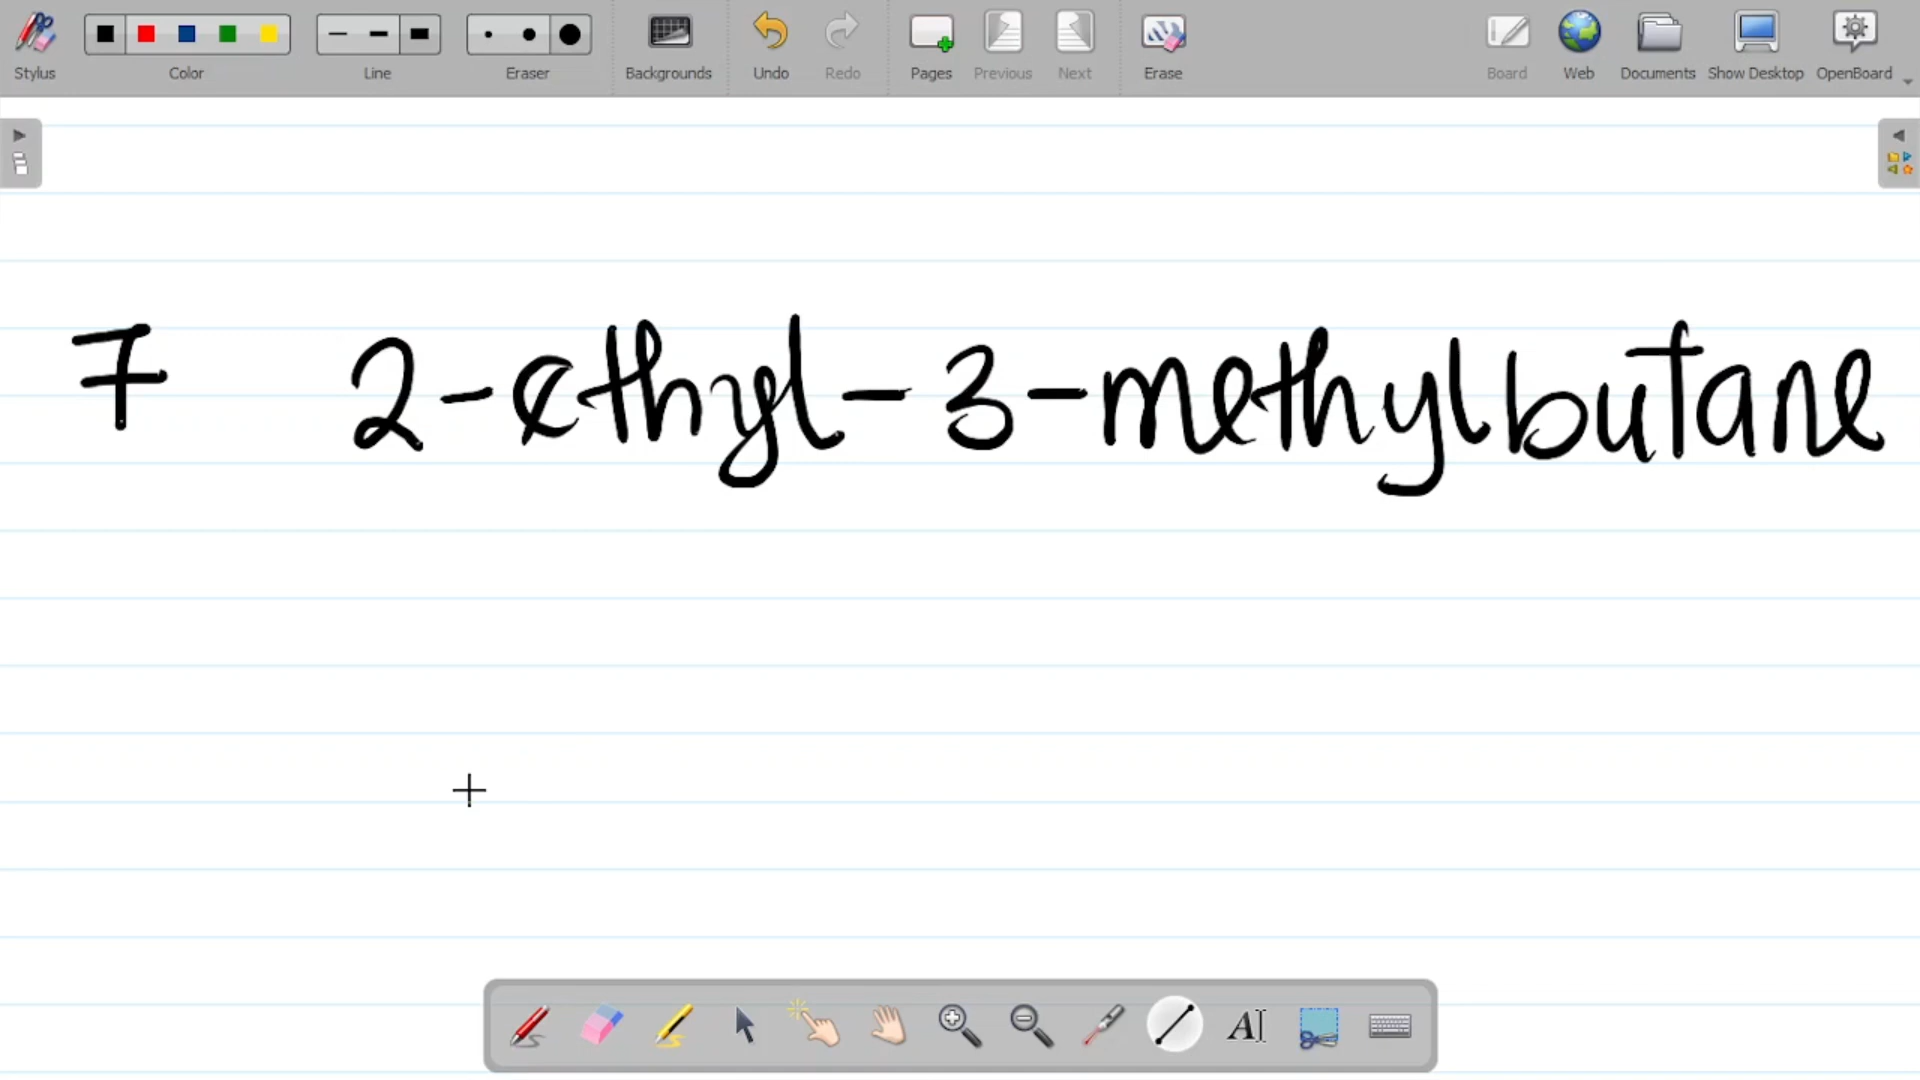 Stylus Color Line Eraser Backgrounds Undo Redo Pages Previous Next Erase Board Web Documents Show Desktop OpenBoard
7 2-ethyl-3-methylbutane
AI